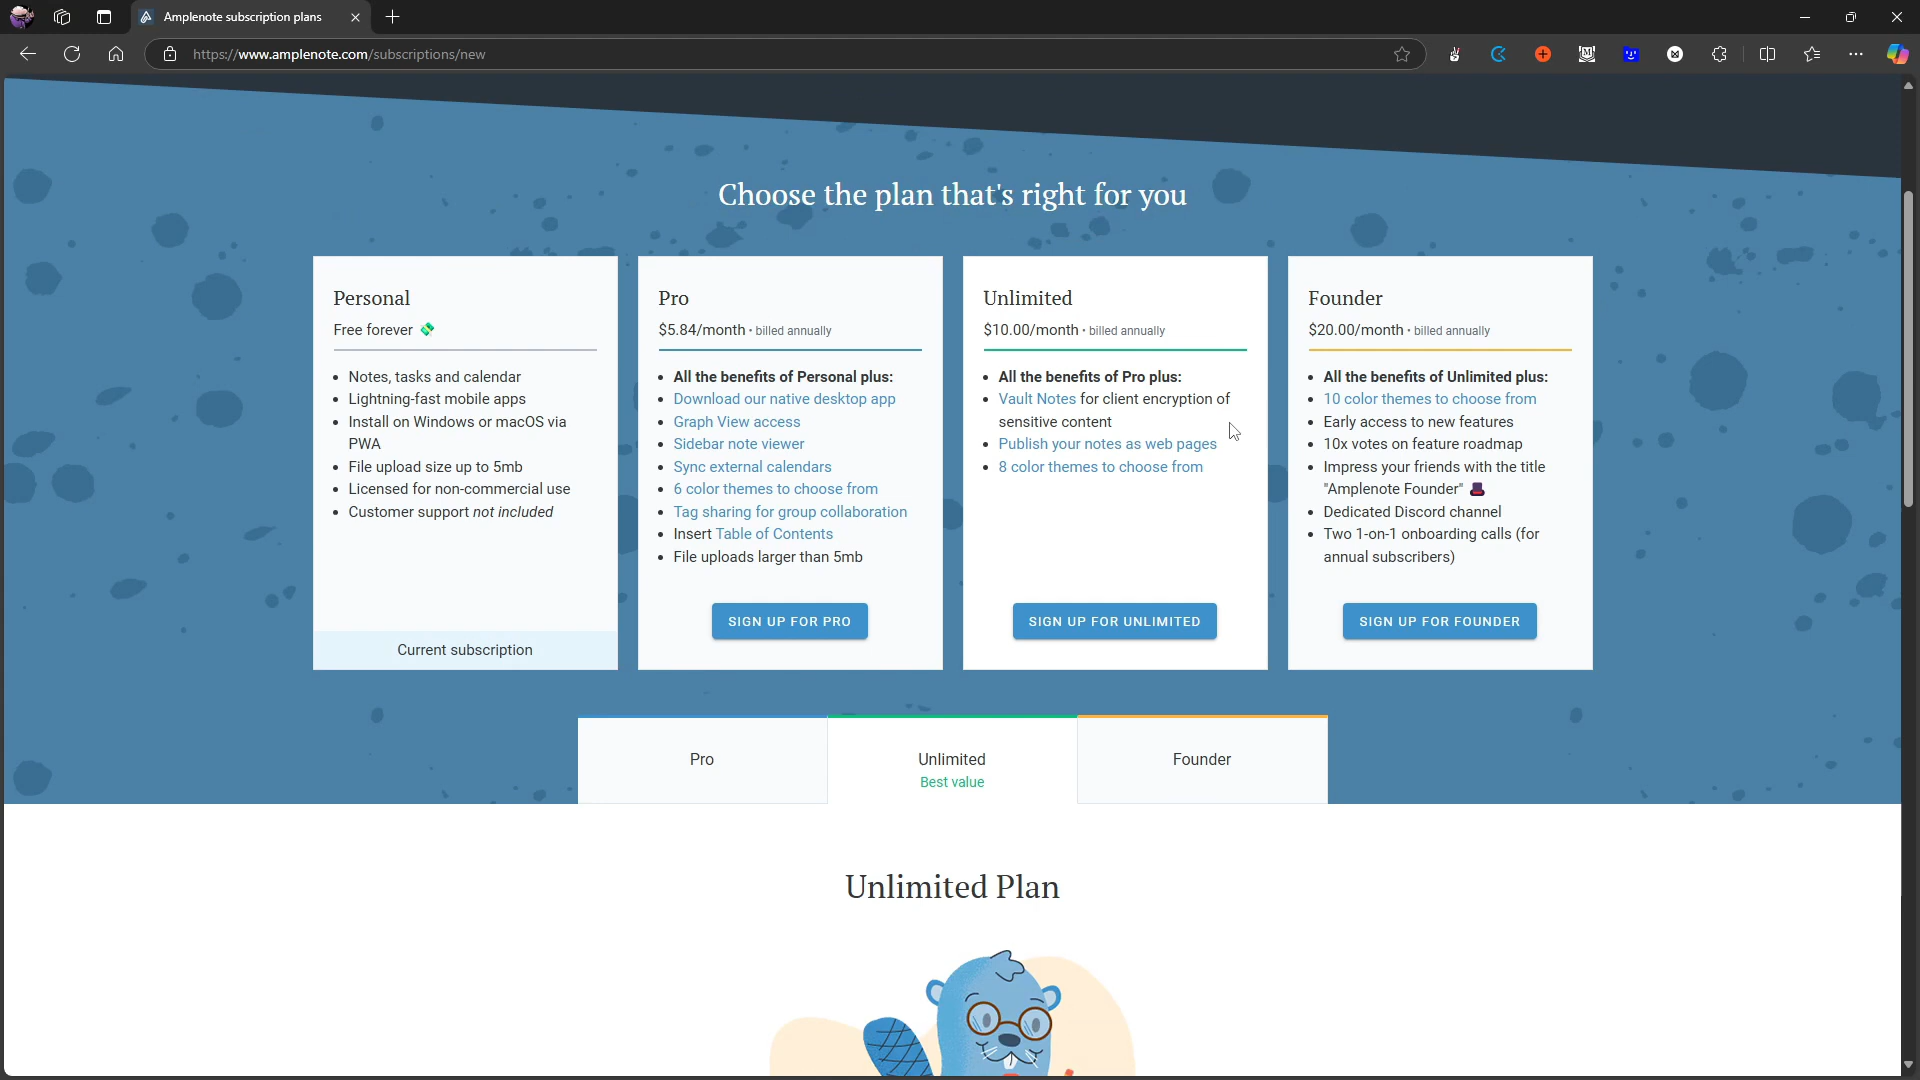 Amplenote subscription plans
https://www.amplenote.com/subscriptions/new
Choose the plan that's right for you
Personal
Free forever
Notes, tasks and calendar
Lightning-fast mobile apps
Install on Windows or macOS via
PWA
File upload size up to 5mb
Licensed for non-commercial use
Customer support not included
Current subscription
Pro
$5.84/month • billed annually
All the benefits of Personal plus:
Download our native desktop app
Graph View access
Sidebar note viewer
Sync external calendars
6 color themes to choose from
Tag sharing for group collaboration
Insert Table of Contents
File uploads larger than 5mb
SIGN UP FOR PRO
Unlimited
$10.00/month • billed annually
All the benefits of Pro plus:
Vault Notes for client encryption of
sensitive content
Publish your notes as web pages
8 color themes to choose from
SIGN UP FOR UNLIMITED
Founder
$20.00/month • billed annually
All the benefits of Unlimited plus:
10 color themes to choose from
Early access to new features
10x votes on feature roadmap
Impress your friends with the title
"Amplenote Founder"
Dedicated Discord channel
Two 1-on-1 onboarding calls (for
annual subscribers)
SIGN UP FOR FOUNDER
Pro
Unlimited
Best value
Founder
Unlimited Plan